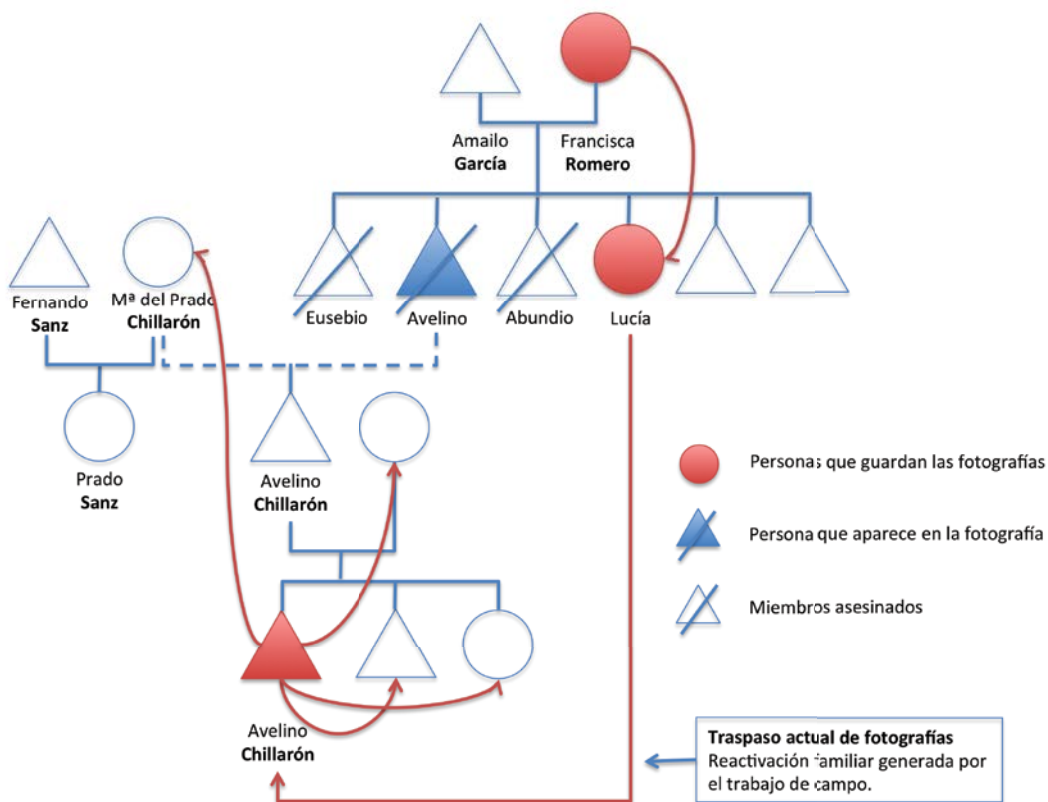 Amailo
García
Francisca
Romero
Fernando
Sanz
Mª del Prado
Chillarón
Eusebio
Avelino
Abundio
Lucía
Prado
Sanz
Avelino
Chillarón
Personas que guardan las fotografías
Persona que aparece en la fotografía
Miembros asesinados
Avelino
Chillarón
Traspaso actual de fotografías
Reactivación familiar generada por
el trabajo de campo.